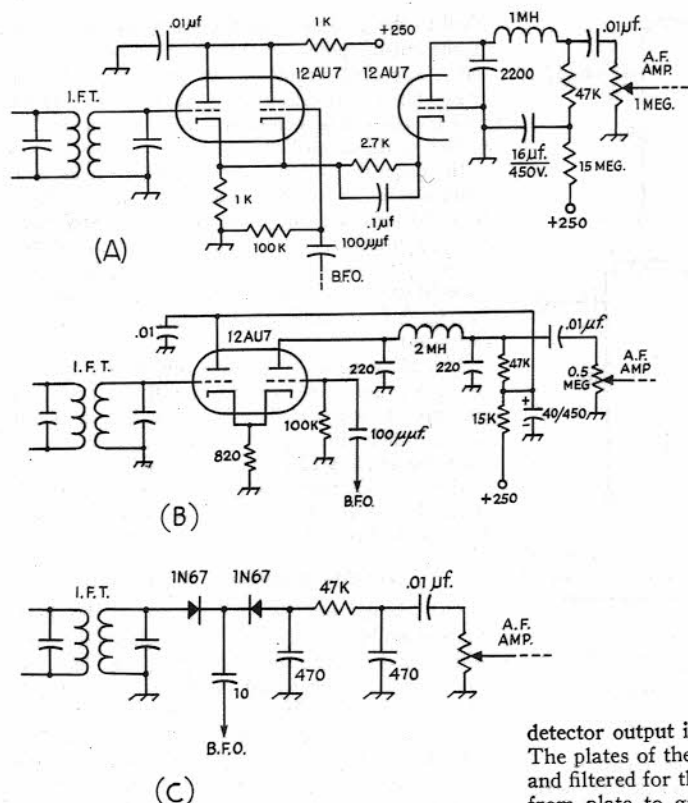 .01µf
1K
+250
1MH
.01µf.
12AU7
12AU7
A.F.
AMP.
I.F.T.
2200
47K
1 MEG.
2.7K
16µf.
450V.
15 MEG.
1K
.1µf
+250
100K
100µµf
B.F.O.
(A)
.01
12AU7
.01µf.
I.F.T.
2MH
A.F.
AMP
220
220
47K
0.5
MEG
100K
100µµf.
15K
+
-
40/450
820
B.F.O.
+250
(B)
1N67
1N67
I.F.T.
47K
.01µf.
A.F.
AMP.
10
470
470
B.F.O.
(C)
detector output i
The plates of the
and filtered for th